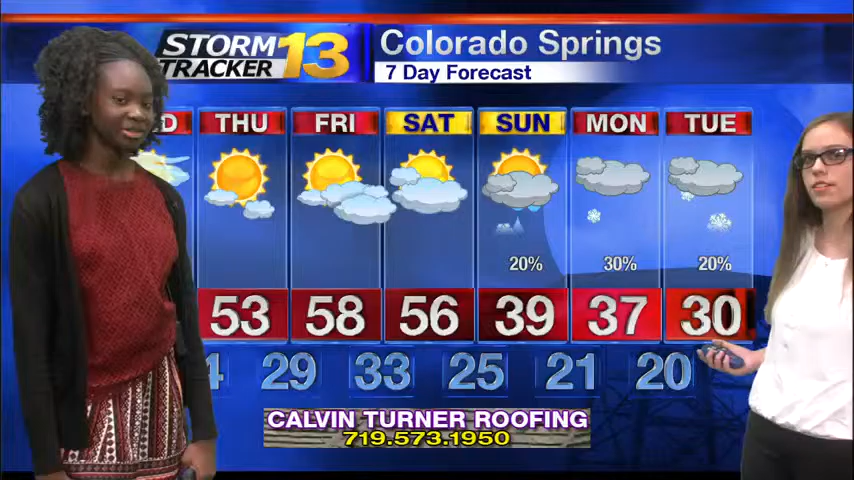 STORM TRACKER 13
Colorado Springs
7 Day Forecast
D THU FRI SAT SUN MON TUE
20% 30% 20%
53 58 56 39 37 30
4 29 33 25 21 20
CALVIN TURNER ROOFING
719.573.1950